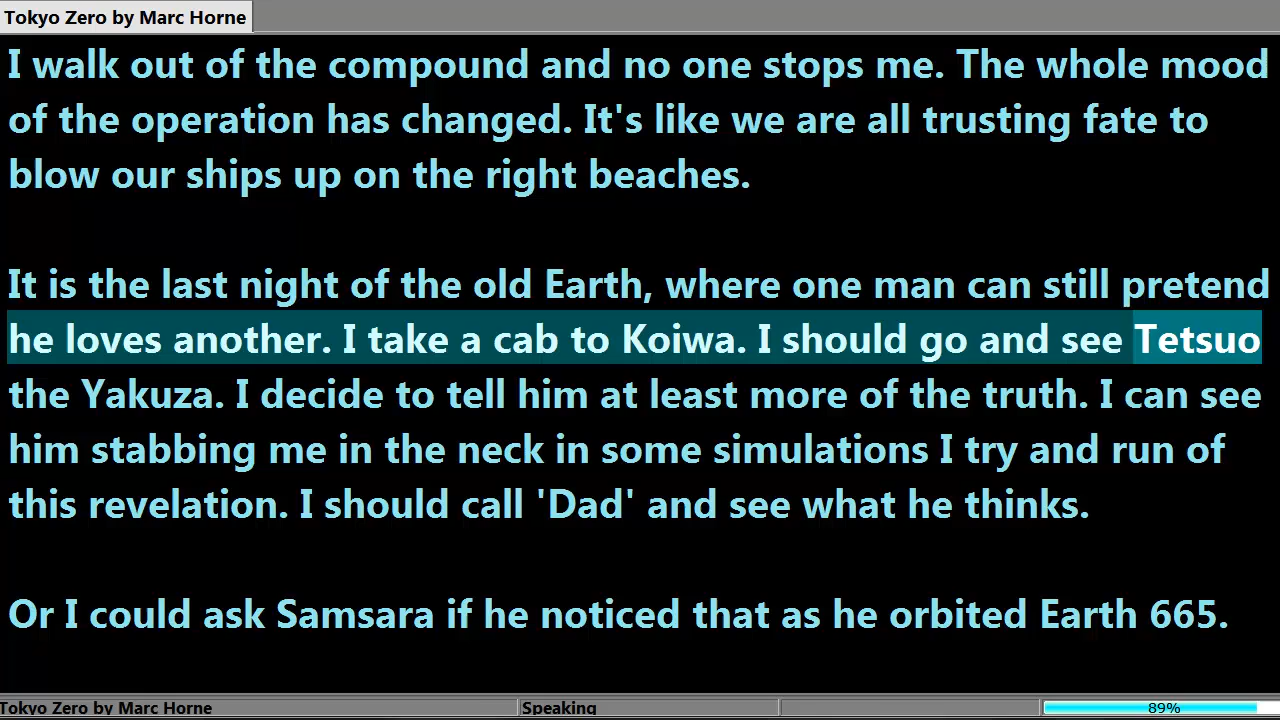 Tokyo Zero by Marc Horne
I walk out of the compound and no one stops me. The whole mood
of the operation has changed. It's like we are all trusting fate to
blow our ships up on the right beaches.
It is the last night of the old Earth, where one man can still pretend
he loves another. I take a cab to Koiwa. I should go and see Tetsuo
the Yakuza. I decide to tell him at least more of the truth. I can see
him stabbing me in the neck in some simulations I try and run of
this revelation. I should call 'Dad' and see what he thinks.
Or I could ask Samsara if he noticed that as he orbited Earth 665.
Tokyo Zero by Marc Horne
Speaking
89%